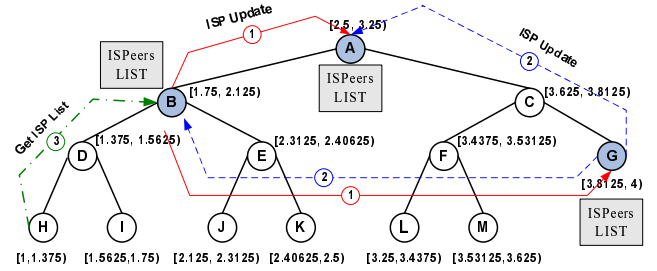 ISP Update
1
[2.5, 3.25)
A
ISPeers
LIST
ISPeers
LIST
ISP Update
2
B
[1.75, 2.125)
C
[3.625, 3.8125)
Get ISP List
3
D
[1.375, 1.5625)
E
[2.3125, 2.40625)
F
[3.4375, 3.53125)
G
[3.8125, 4)
2
1
ISPeers
LIST
H
I
J
K
L
M
[1, 1.375)
[1.5625,1.75)
[2.125, 2.3125)
[2.40625,2.5)
[3.25,3.4375)
[3.53125,3.625)